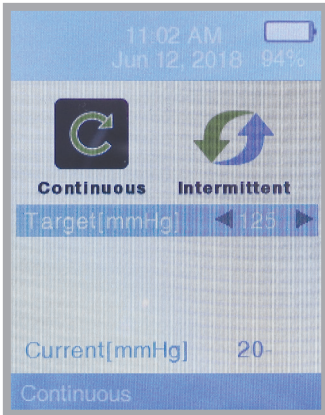 11:02 AM
Jun 12, 2018 94%
Continuous Intermittent
Target[mmHg] 125
Current[mmHg] 20-
Continuous